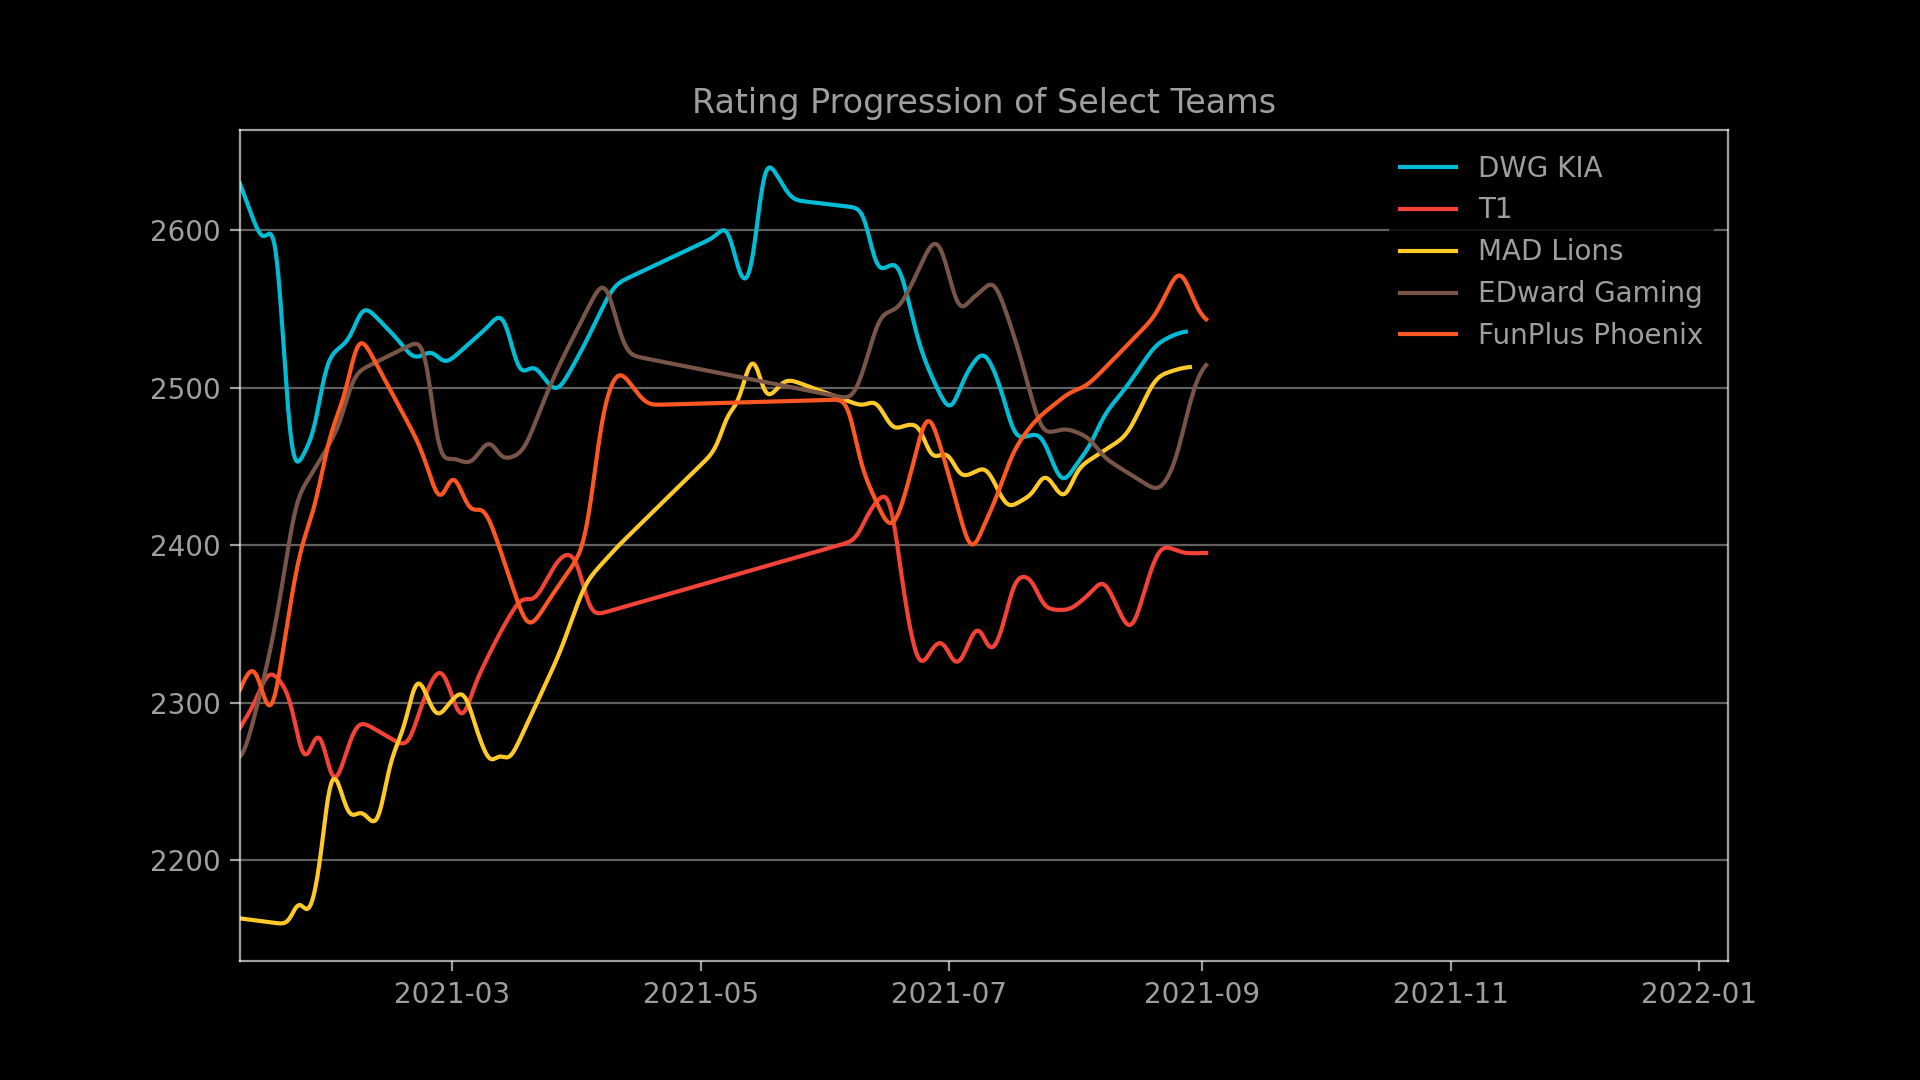 Rating Progression of Select Teams
DWG KIA
T1
MAD Lions
EDward Gaming
FunPlus Phoenix
2600
2500
2400
2300
2200
2021-03 2021-05 2021-07 2021-09 2021-11 2022-01